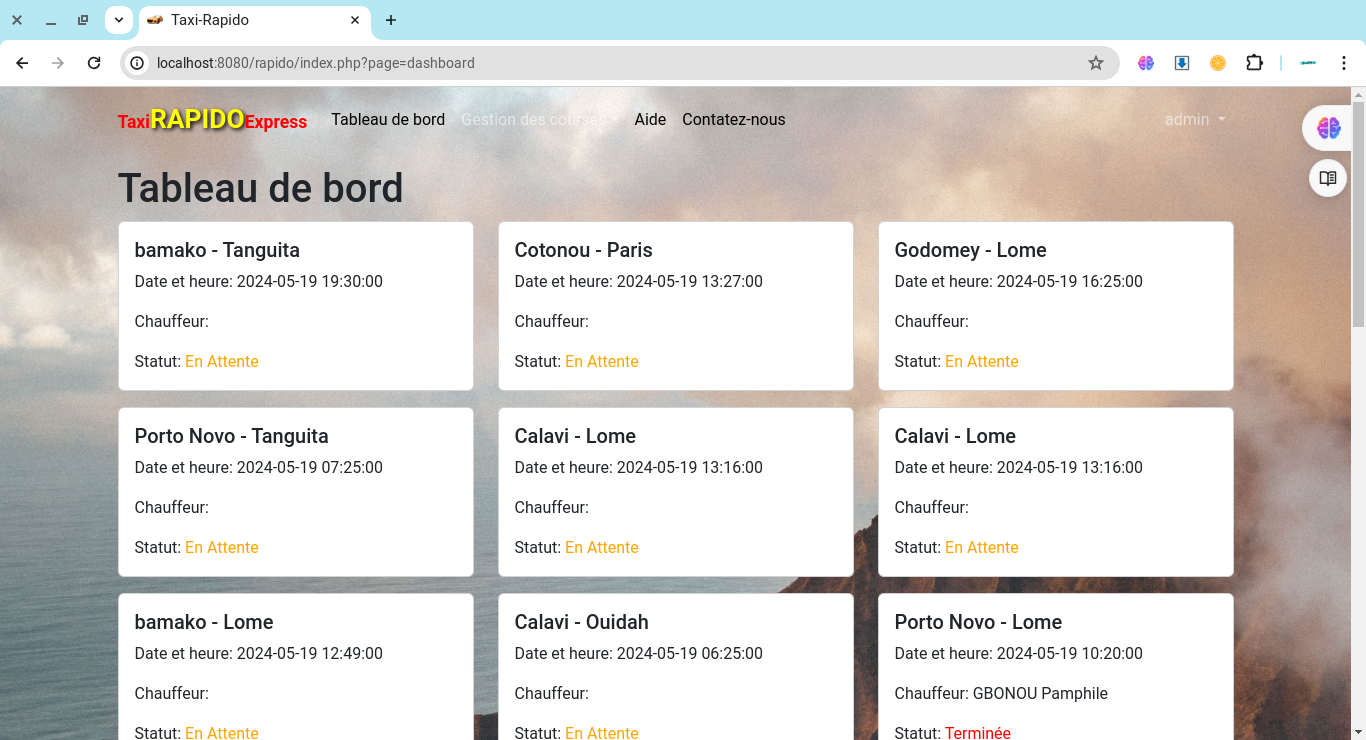 Taxi-Rapido
localhost:8080/rapido/index.php?page=dashboard
TaxiRAPIDOExpress Tableau de bord Gestion des courses Aide Contatez-nous admin
Tableau de bord
bamako - Tanguita
Date et heure: 2024-05-19 19:30:00
Chauffeur:
Statut: En Attente
Cotonou - Paris
Date et heure: 2024-05-19 13:27:00
Chauffeur:
Statut: En Attente
Godomey - Lome
Date et heure: 2024-05-19 16:25:00
Chauffeur:
Statut: En Attente
Porto Novo - Tanguita
Date et heure: 2024-05-19 07:25:00
Chauffeur:
Statut: En Attente
Calavi - Lome
Date et heure: 2024-05-19 13:16:00
Chauffeur:
Statut: En Attente
Calavi - Lome
Date et heure: 2024-05-19 13:16:00
Chauffeur:
Statut: En Attente
bamako - Lome
Date et heure: 2024-05-19 12:49:00
Chauffeur:
Statut: En Attente
Calavi - Ouidah
Date et heure: 2024-05-19 06:25:00
Chauffeur:
Statut: En Attente
Porto Novo - Lome
Date et heure: 2024-05-19 10:20:00
Chauffeur: GBONOU Pamphile
Statut: Terminée